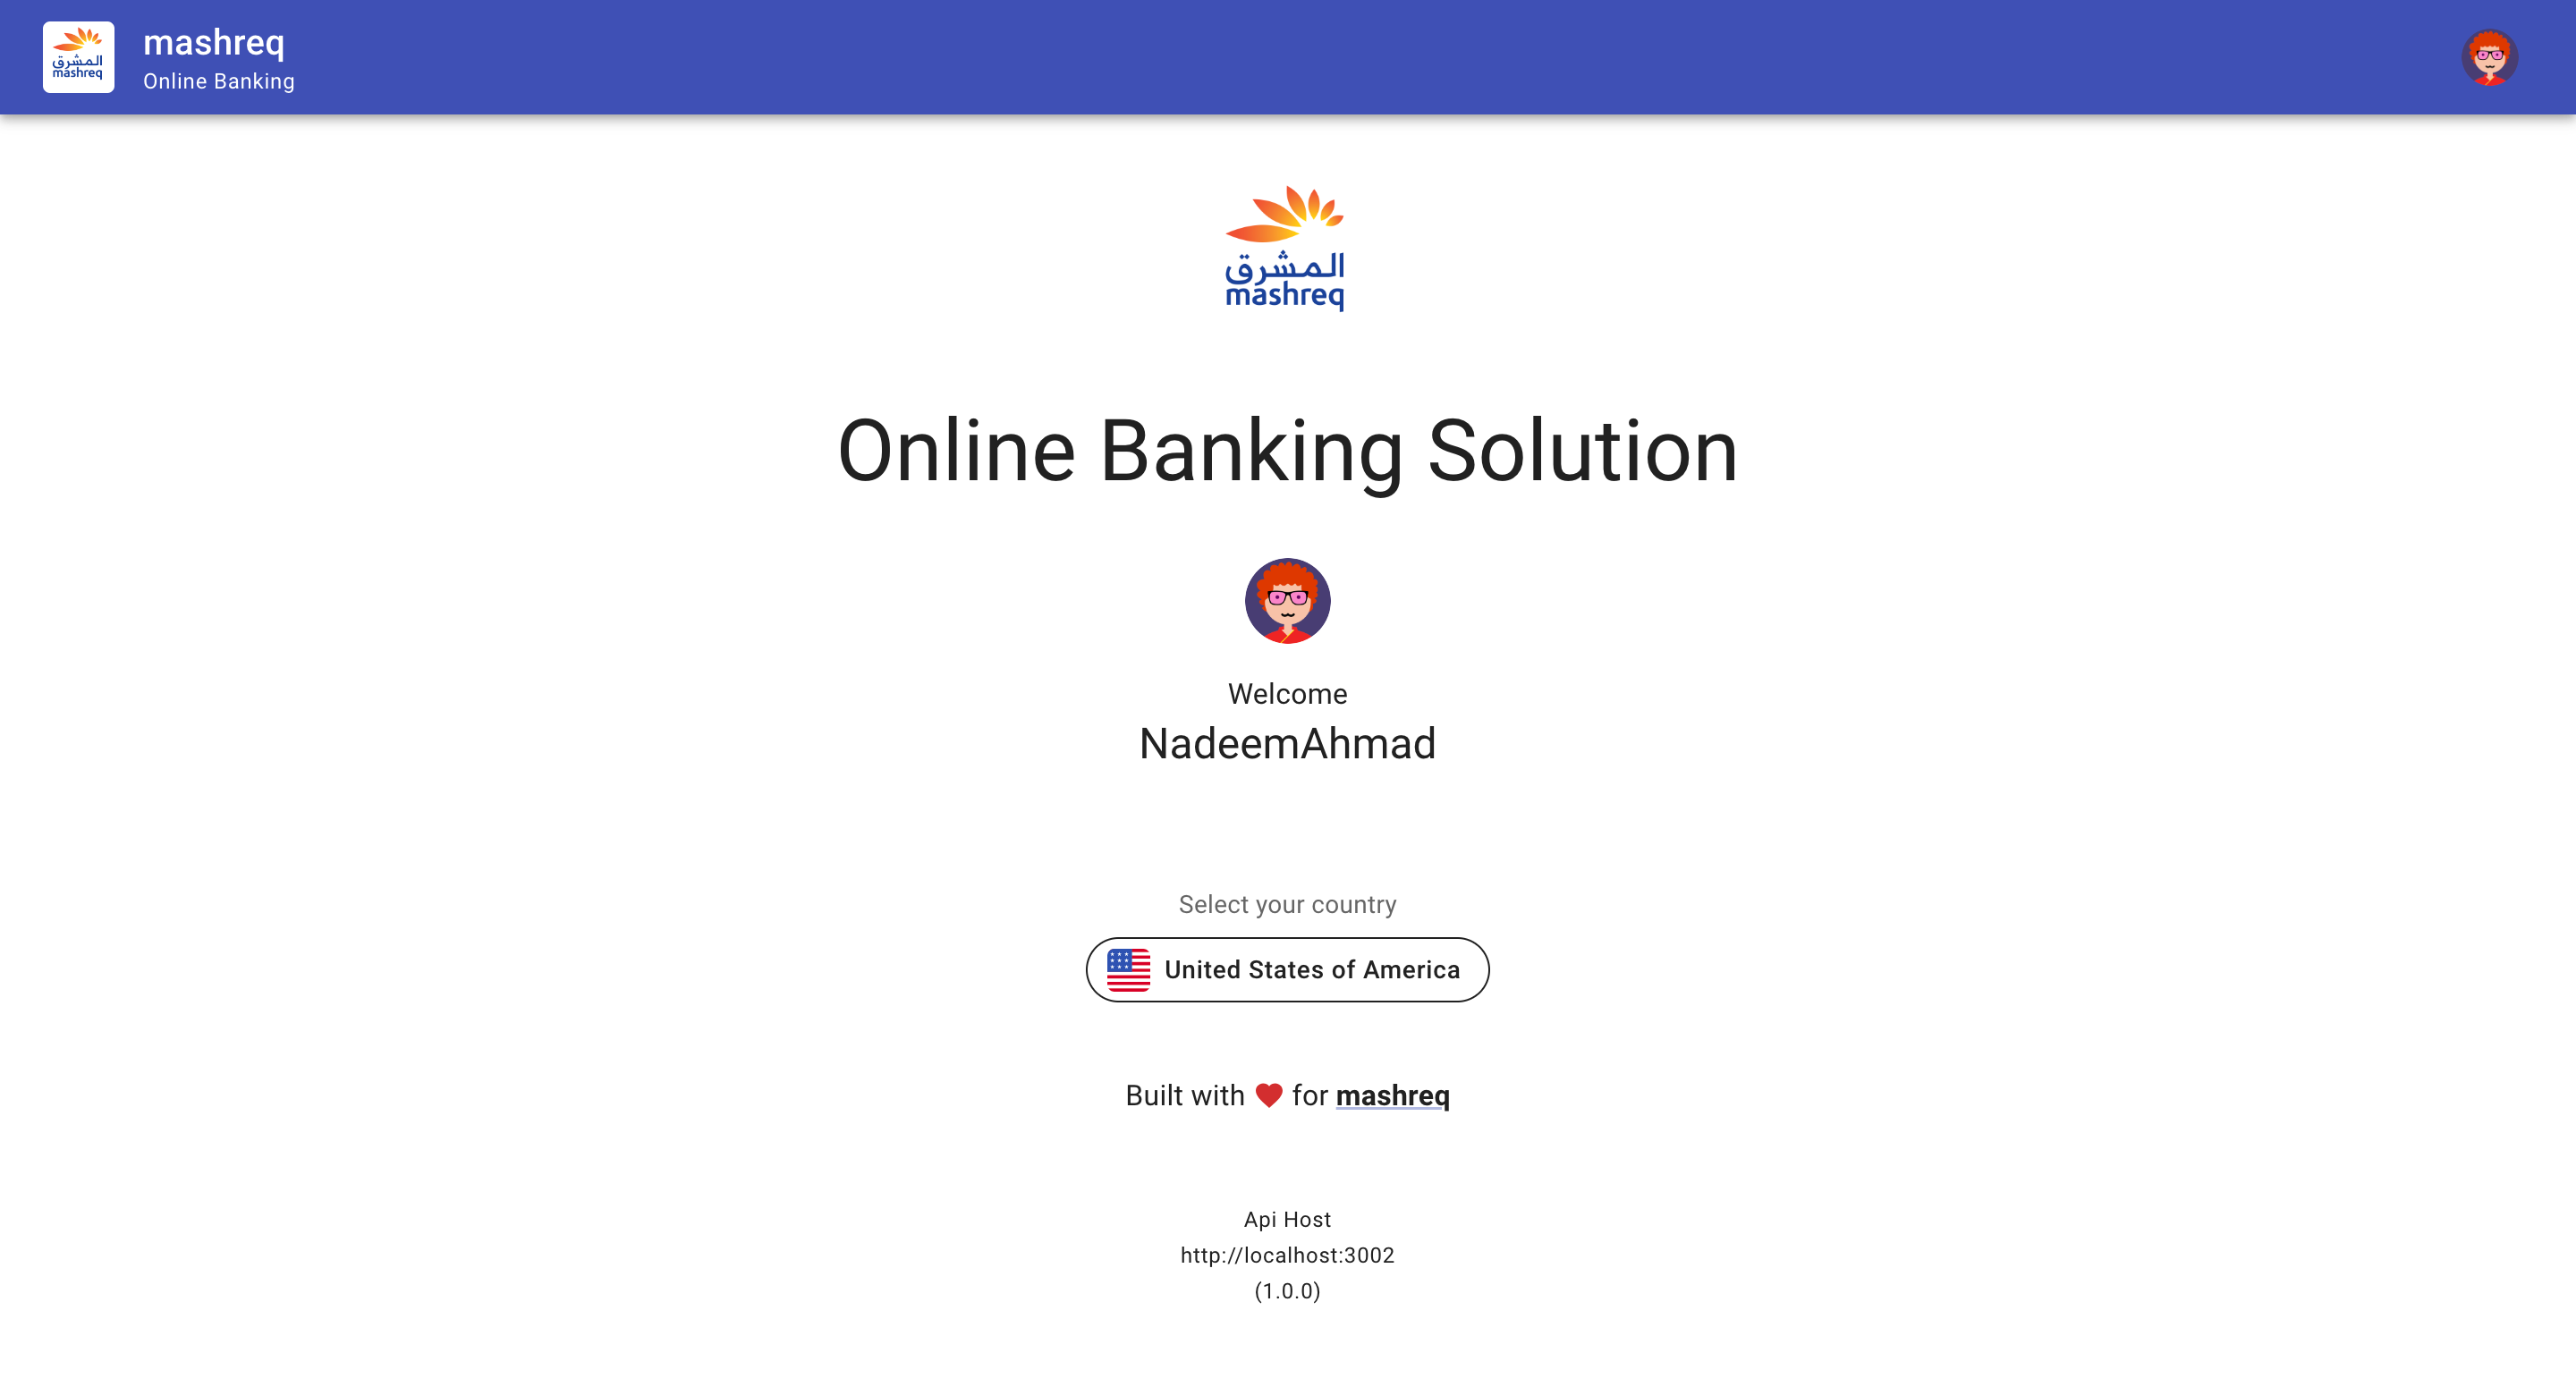 المشرق
mashreq
mashreq
Online Banking
المشرق
mashreq
Online Banking Solution
Welcome
NadeemAhmad
Select your country
United States of America
Built with ❤ for mashreq
Api Host
http://localhost:3002
(1.0.0)